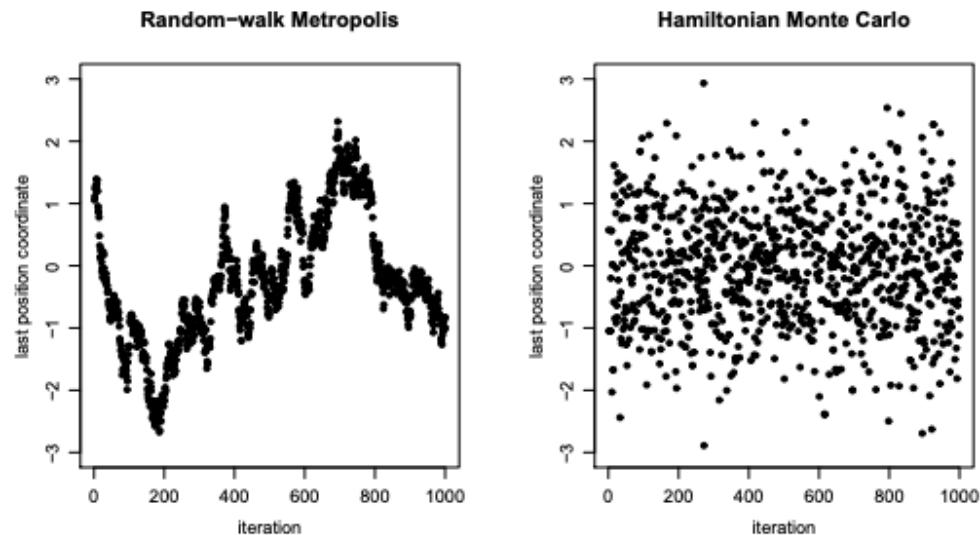 Random-walk Metropolis
3
2
1
0
-1
-2
-3
last position coordinate
0 200 400 600 800 1000
iteration
Hamiltonian Monte Carlo
3
2
1
0
-1
-2
-3
last position coordinate
0 200 400 600 800 1000
iteration